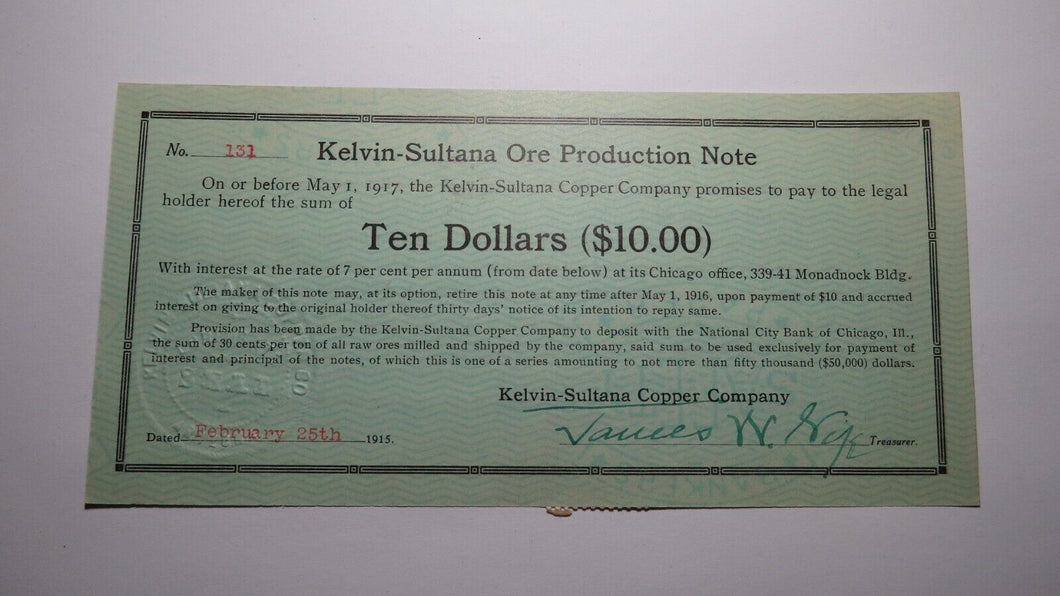 No. 131 Kelvin-Sultana Ore Production Note
On or before May 1, 1917, the Kelvin-Sultana Copper Company promises to pay to the legal
holder hereof the sum of
Ten Dollars ($10.00)
With interest at the rate of 7 per cent per annum (from date below) at its Chicago office, 339-41 Monadnock Bldg.
The maker of this note may, at its option, retire this note at any time after May 1, 1916, upon payment of $10 and accrued
interest on giving to the original holder thereof thirty days' notice of its intention to repay same.
Provision has been made by the Kelvin-Sultana Copper Company to deposit with the National City Bank of Chicago, Ill.,
the sum of 30 cents per ton of all raw ores milled and shipped by the company, said sum to be used exclusively for payment of
interest and principal of the notes, of which this is one of a series amounting to not more than fifty thousand ($50,000) dollars.
Kelvin-Sultana Copper Company
Dated February 25th 1915. James W. Treasurer.